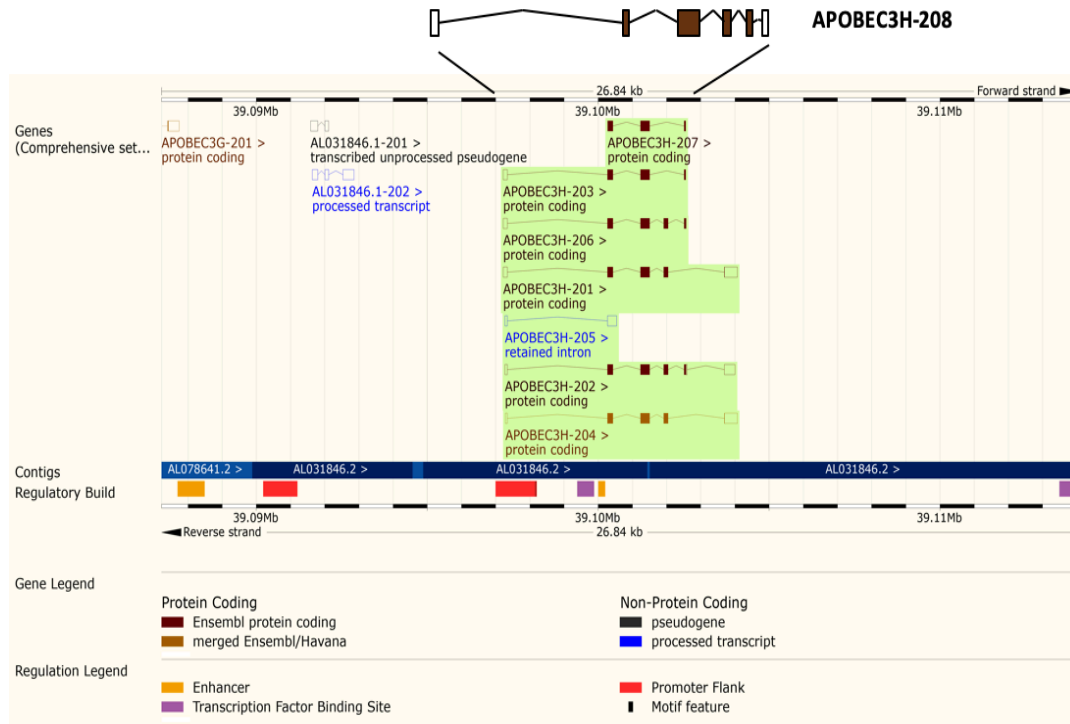 APOBEC3H-208
26.84 kb
Forward strand
39.09Mb 39.10Mb 39.11Mb
Genes
(Comprehensive set...
APOBEC3G-201 >
protein coding
AL031846.1-201 >
transcribed unprocessed pseudogene
APOBEC3H-207 >
protein coding
AL031846.1-202 >
processed transcript
APOBEC3H-203 >
protein coding
APOBEC3H-206 >
protein coding
APOBEC3H-201 >
protein coding
APOBEC3H-205 >
retained intron
APOBEC3H-202 >
protein coding
APOBEC3H-204 >
protein coding
Contigs
AL078641.2 > AL031846.2 > AL031846.2 > AL031846.2 >
Regulatory Build
39.09Mb 39.10Mb 39.11Mb
Reverse strand 26.84 kb
Gene Legend
Protein Coding
Ensembl protein coding
merged Ensembl/Havana
Non-Protein Coding
pseudogene
processed transcript
Regulation Legend
Enhancer
Transcription Factor Binding Site
Promoter Flank
Motif feature